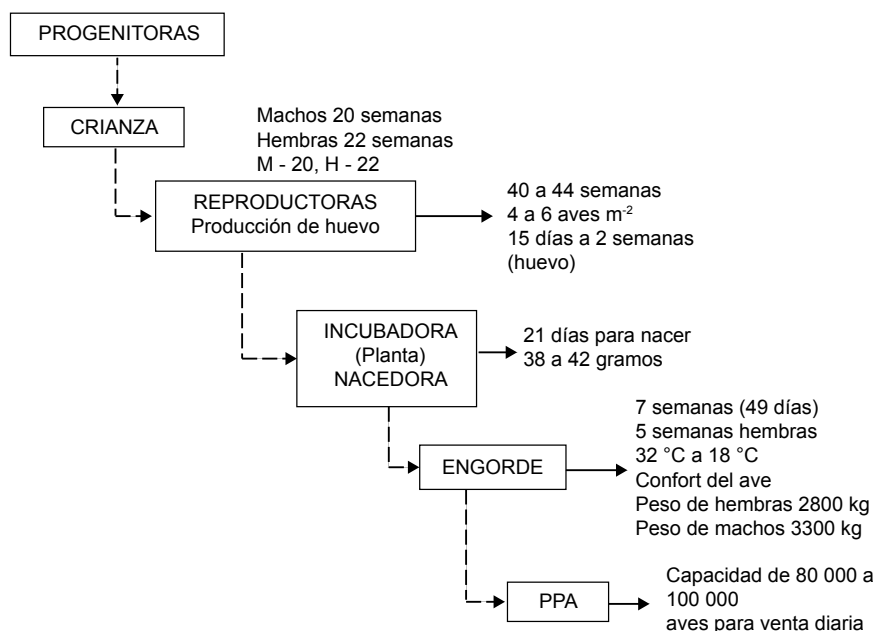 PROGENITORAS
CRIANZA
Machos 20 semanas
Hembras 22 semanas
M - 20, H - 22
REPRODUCTORAS
Producción de huevo
40 a 44 semanas
4 a 6 aves m⁻²
15 días a 2 semanas
(huevo)
INCUBADORA
(Planta)
NACEDORA
21 días para nacer
38 a 42 gramos
7 semanas (49 días)
5 semanas hembras
32 °C a 18 °C
Confort del ave
Peso de hembras 2800 kg
Peso de machos 3300 kg
ENGORDE
PPA
Capacidad de 80 000 a
100 000
aves para venta diaria